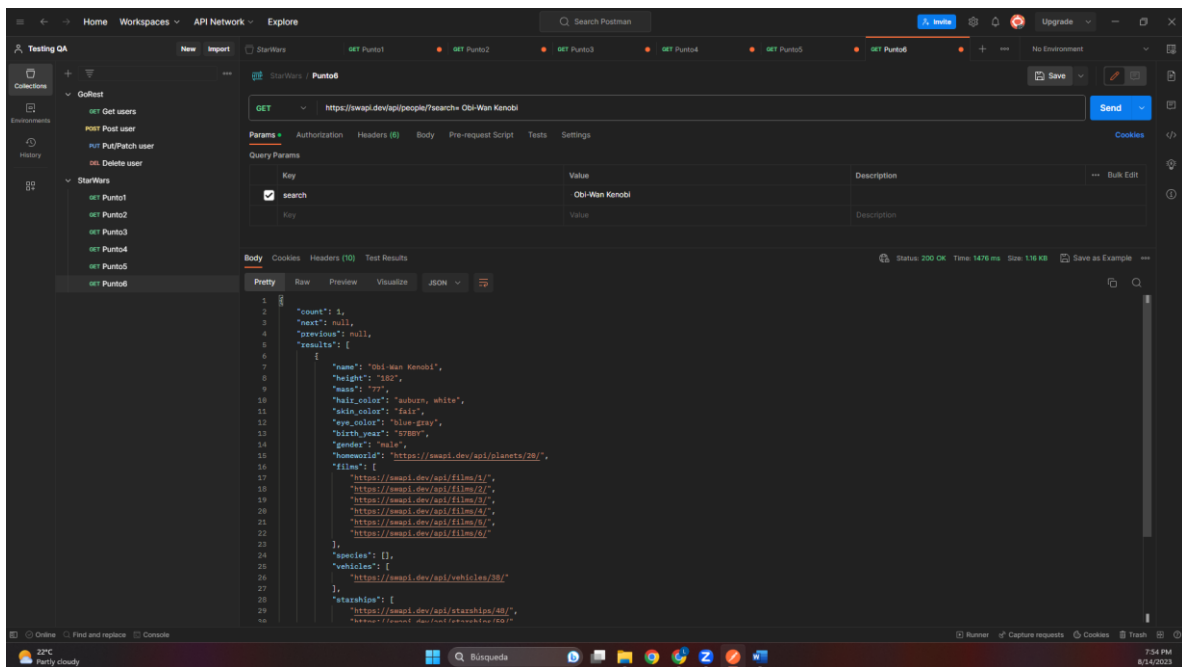 Home Workspaces API Network Explore Search Postman Invite Upgrade
Testing QA New Import StarWars GET Punto1 GET Punto2 GET Punto3 GET Punto4 GET Punto5 GET Punto6 No Environment
Collections
Environments
History
GoRest
GET Get users
POST Post user
PUT Put/Patch user
DEL Delete user
StarWars
GET Punto1
GET Punto2
GET Punto3
GET Punto4
GET Punto5
GET Punto6
StarWars / Punto6 Save
GET https://swapi.dev/api/people/?search= Obi-Wan Kenobi Send
Params Authorization Headers (6) Body Pre-request Script Tests Settings Cookies
Query Params
Key Value Description Bulk Edit
search Obi-Wan Kenobi
Key Value Description
Body Cookies Headers (10) Test Results Status: 200 OK Time: 1476 ms Size: 1.16 KB Save as Example
Pretty Raw Preview Visualize JSON
1 {
2 "count": 1,
3 "next": null,
4 "previous": null,
5 "results": [
6 {
7 "name": "Obi-Wan Kenobi",
8 "height": "182",
9 "mass": "77",
10 "hair_color": "auburn, white",
11 "skin_color": "fair",
12 "eye_color": "blue-gray",
13 "birth_year": "57BBY",
14 "gender": "male",
15 "homeworld": "https://swapi.dev/api/planets/20/",
16 "films": [
17 "https://swapi.dev/api/films/1/",
18 "https://swapi.dev/api/films/2/",
19 "https://swapi.dev/api/films/3/",
20 "https://swapi.dev/api/films/4/",
21 "https://swapi.dev/api/films/5/",
22 "https://swapi.dev/api/films/6/"
23 ],
24 "species": [],
25 "vehicles": [
26 "https://swapi.dev/api/vehicles/38/"
27 ],
28 "starships": [
29 "https://swapi.dev/api/starships/48/",
30 "https://swapi.dev/api/starships/59/",
Online Find and replace Console Runner Capture requests Cookies Trash
22°C
Partly cloudy
Búsqueda
7:54 PM
8/14/2023